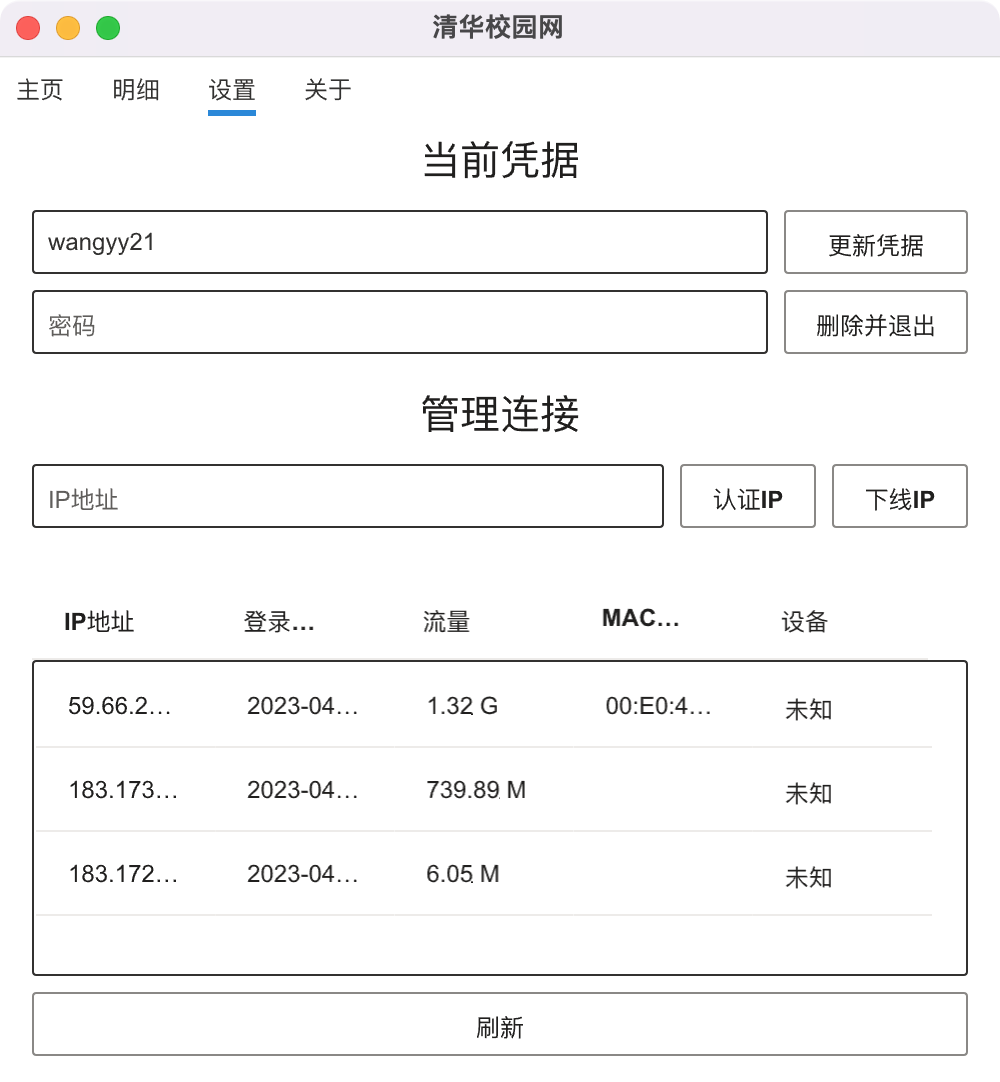 清华校园网
主页 明细 设置 关于
当前凭据
wangyy21 更新凭据
密码 删除并退出
管理连接
IP地址 认证IP 下线IP
IP地址 登录... 流量 MAC... 设备
59.66.2... 2023-04... 1.32 G 00:E0:4... 未知
183.173... 2023-04... 739.89 M 未知
183.172... 2023-04... 6.05 M 未知
刷新